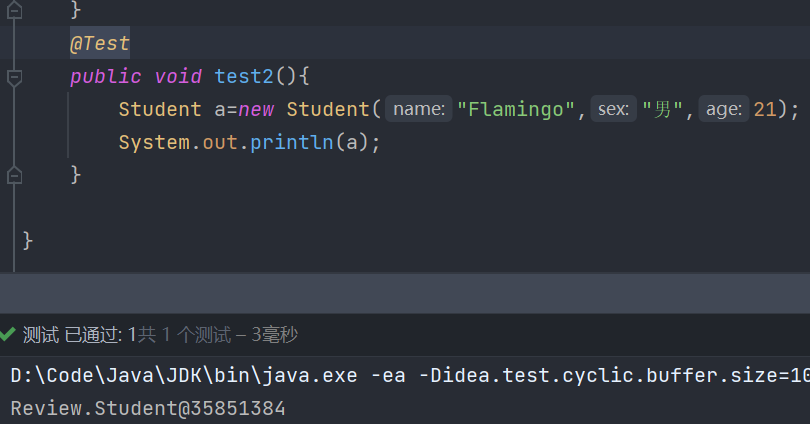 }
@Test
public void test2(){
Student a=new Student( name: "Flamingo", sex: "男", age: 21);
System.out.println(a);
}
}
测试 已通过: 1共 1 个测试 – 3毫秒
D:\Code\Java\JDK\bin\java.exe -ea -Didea.test.cyclic.buffer.size=10
Review.Student@35851384